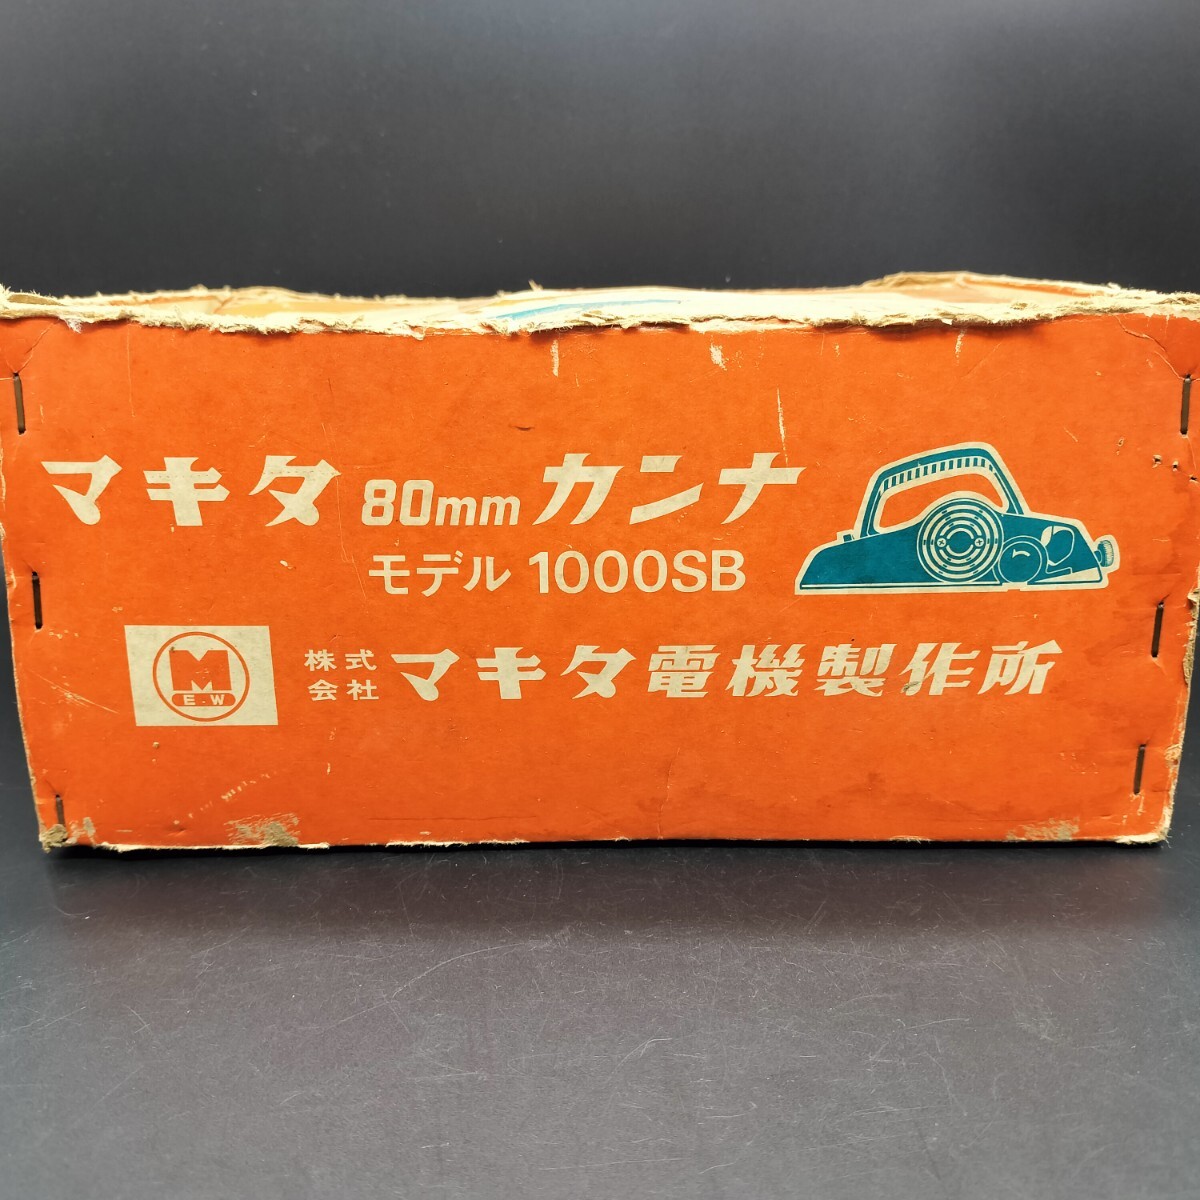 マキタ 80mm カンナ
モデル 1000SB
M
E.W
株式会社 マキタ電機製作所